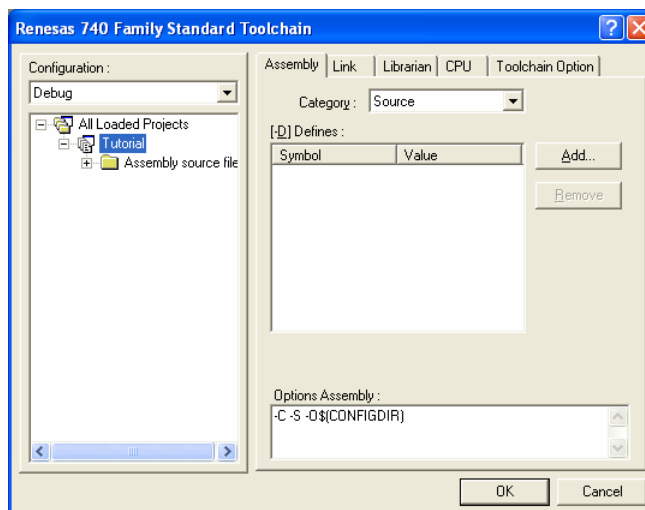 Renesas 740 Family Standard Toolchain
Configuration :
Debug
All Loaded Projects
Tutorial
Assembly source file
Assembly Link Librarian CPU Toolchain Option
Category : Source
[-D] Defines :
Symbol Value
Add...
Remove
Options Assembly :
-C -S -O$(CONFIGDIR)
OK Cancel